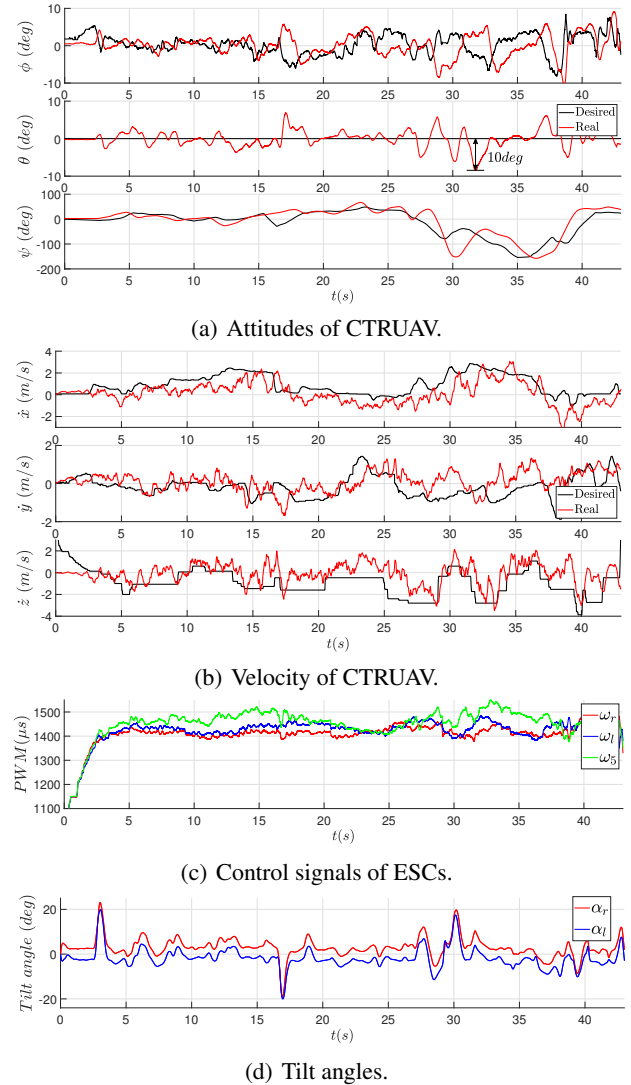 10
0
-10
ϕ (deg)
0 5 10 15 20 25 30 35 40
10
0
10
θ (deg)
Desired
Real
10deg
0 5 10 15 20 25 30 35 40
100
0
-100
-200
ψ (deg)
0 5 10 15 20 25 30 35 40
t(s)
(a) Attitudes of CTRUAV.
4
2
0
-2
ẋ (m/s)
0 5 10 15 20 25 30 35 40
2
0
-2
ẏ (m/s)
Desired
Real
0 5 10 15 20 25 30 35 40
2
0
-2
-4
ż (m/s)
0 5 10 15 20 25 30 35 40
t(s)
(b) Velocity of CTRUAV.
1500
1400
1300
1200
1100
PWM(μs)
ωr
ωl
ω5
0 5 10 15 20 25 30 35 40
t(s)
(c) Control signals of ESCs.
20
0
-20
Tilt angle (deg)
αr
αl
0 5 10 15 20 25 30 35 40
t(s)
(d) Tilt angles.